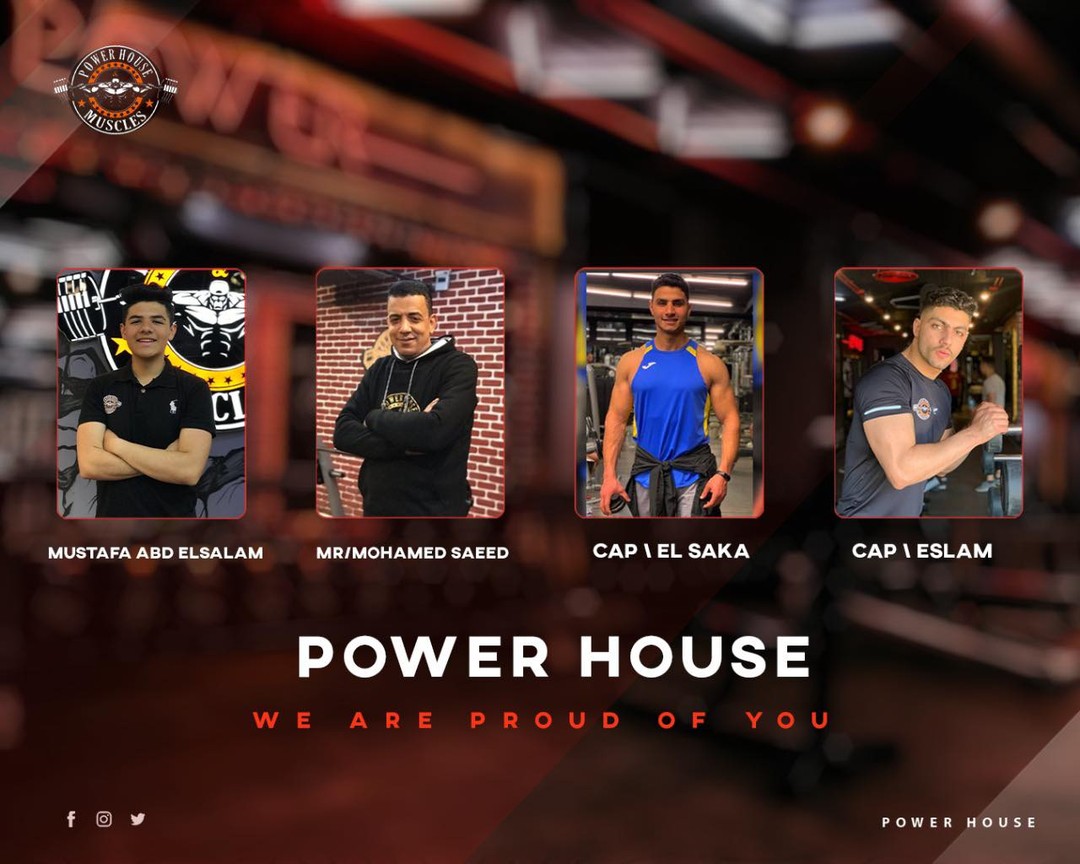 POWER HOUSE
MUSCLES
MUSTAFA ABD ELSALAM
MR/MOHAMED SAEED
CAP \ EL SAKA
CAP \ ESLAM
POWER HOUSE
WE ARE PROUD OF YOU
POWER HOUSE